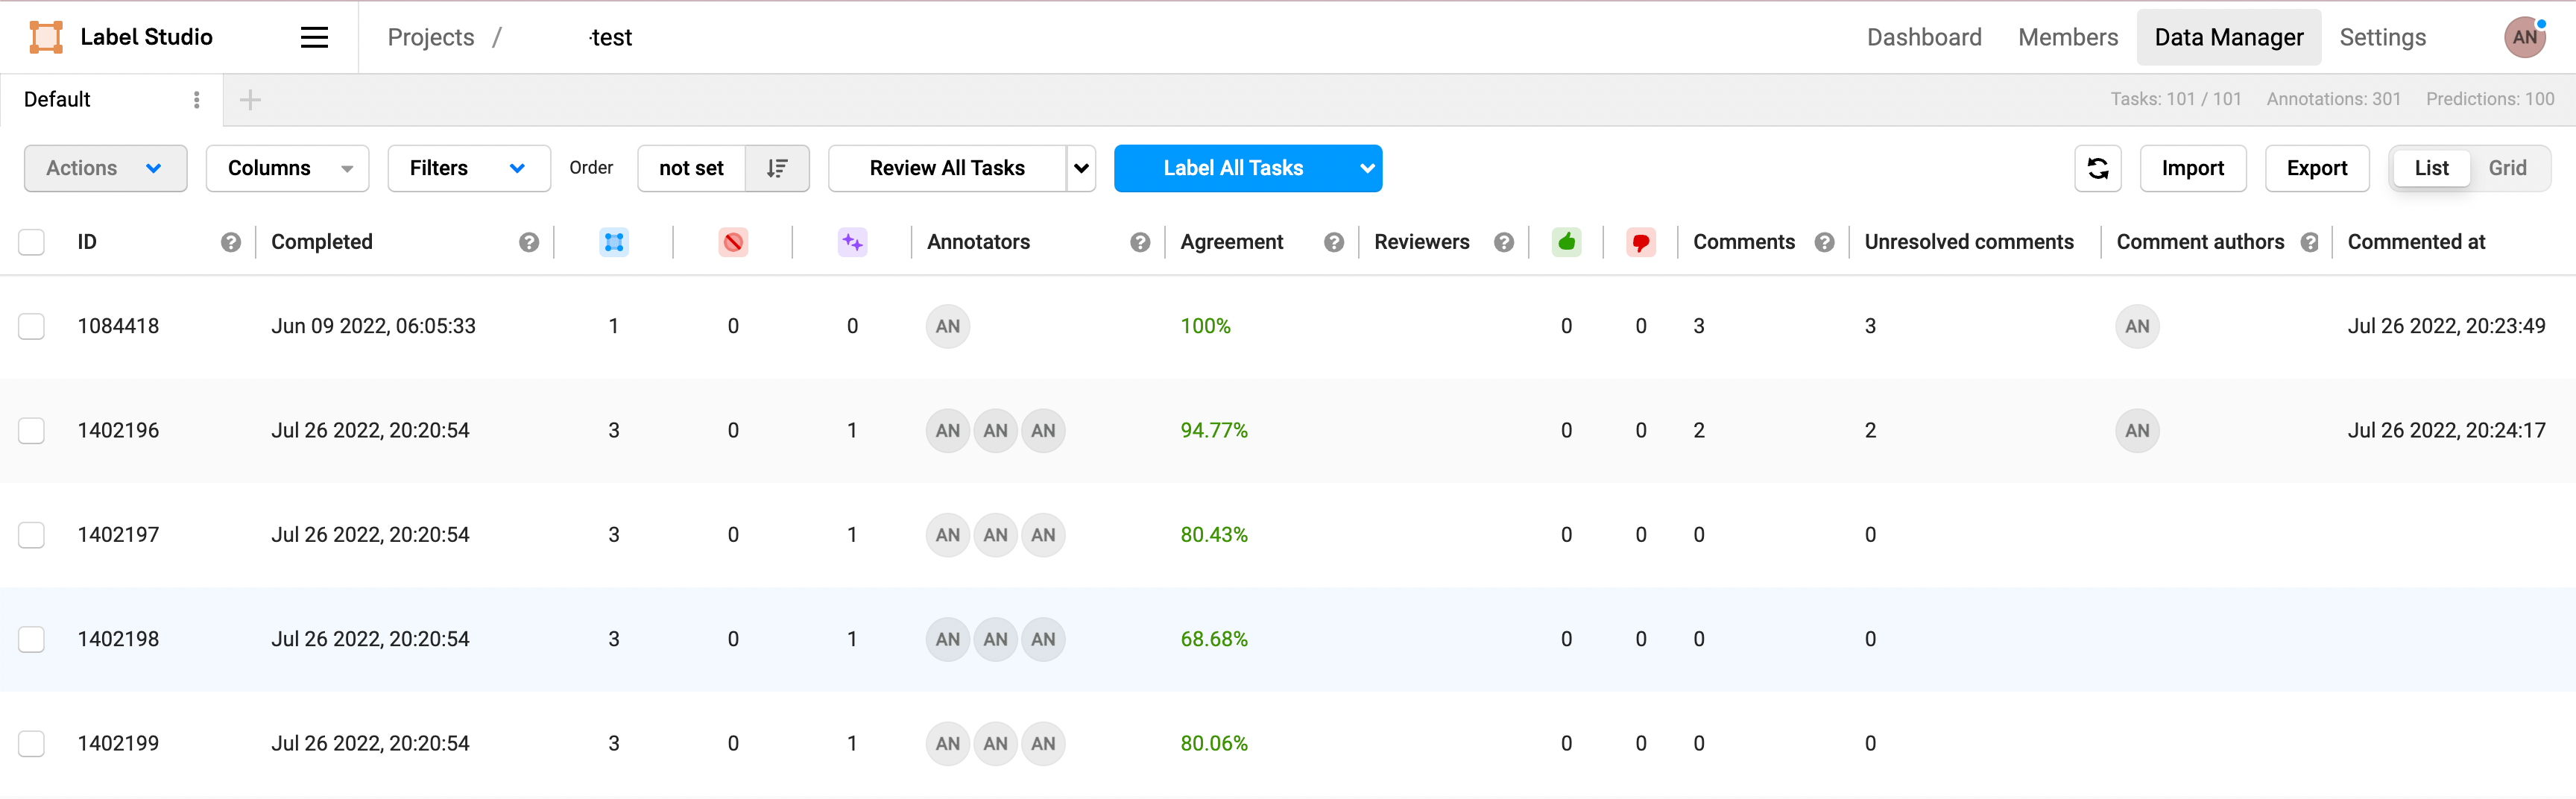 Label Studio Projects / -test Dashboard Members Data Manager Settings AN
Default Tasks: 101 / 101 Annotations: 301 Predictions: 100
Actions Columns Filters Order not set Review All Tasks Label All Tasks Import Export List Grid
ID Completed Annotators Agreement Reviewers Comments Unresolved comments Comment authors Commented at
1084418 Jun 09 2022, 06:05:33 1 0 0 AN 100% 0 0 3 3 AN Jul 26 2022, 20:23:49
1402196 Jul 26 2022, 20:20:54 3 0 1 AN AN AN 94.77% 0 0 2 2 AN Jul 26 2022, 20:24:17
1402197 Jul 26 2022, 20:20:54 3 0 1 AN AN AN 80.43% 0 0 0 0
1402198 Jul 26 2022, 20:20:54 3 0 1 AN AN AN 68.68% 0 0 0 0
1402199 Jul 26 2022, 20:20:54 3 0 1 AN AN AN 80.06% 0 0 0 0